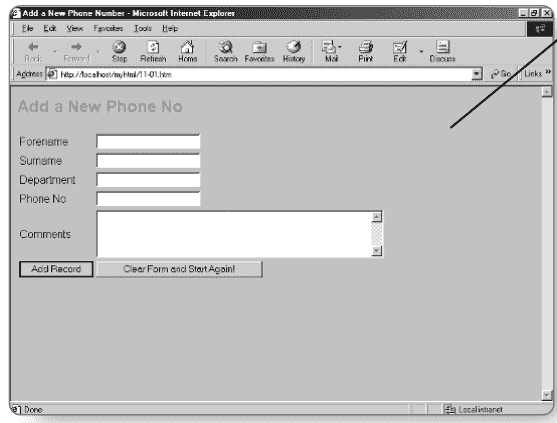 Add a New Phone Number - Microsoft Internet Explorer
File Edit View Favorites Tools Help
Back Forward Stop Refresh Home Search Favorites History Mail Print Edit Discuss
Address http://localhost/myhtml/11-01.htm Go Links »
Add a New Phone No
Forename
Surname
Department
Phone No
Comments
Add Record Clear Form and Start Again!
Done Local intranet